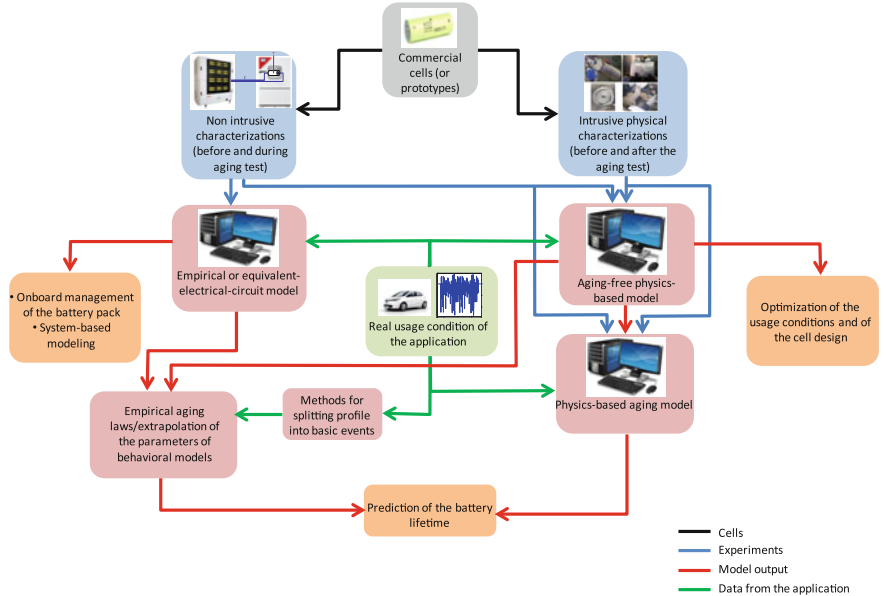 Commercial
cells (or
prototypes)
Non intrusive
characterizations
(before and during
aging test)
Intrusive physical
characterizations
(before and after the
aging test)
Empirical or equivalent-
electrical-circuit model
Aging-free physics-
based model
• Onboard management
of the battery pack
• System-based
modeling
Real usage condition of
the application
Optimization of the
usage conditions and of
the cell design
Empirical aging
laws/extrapolation of
the parameters of
behavioral models
Methods for
splitting profile
into basic events
Physics-based aging model
Prediction of the battery
lifetime
Cells
Experiments
Model output
Data from the application